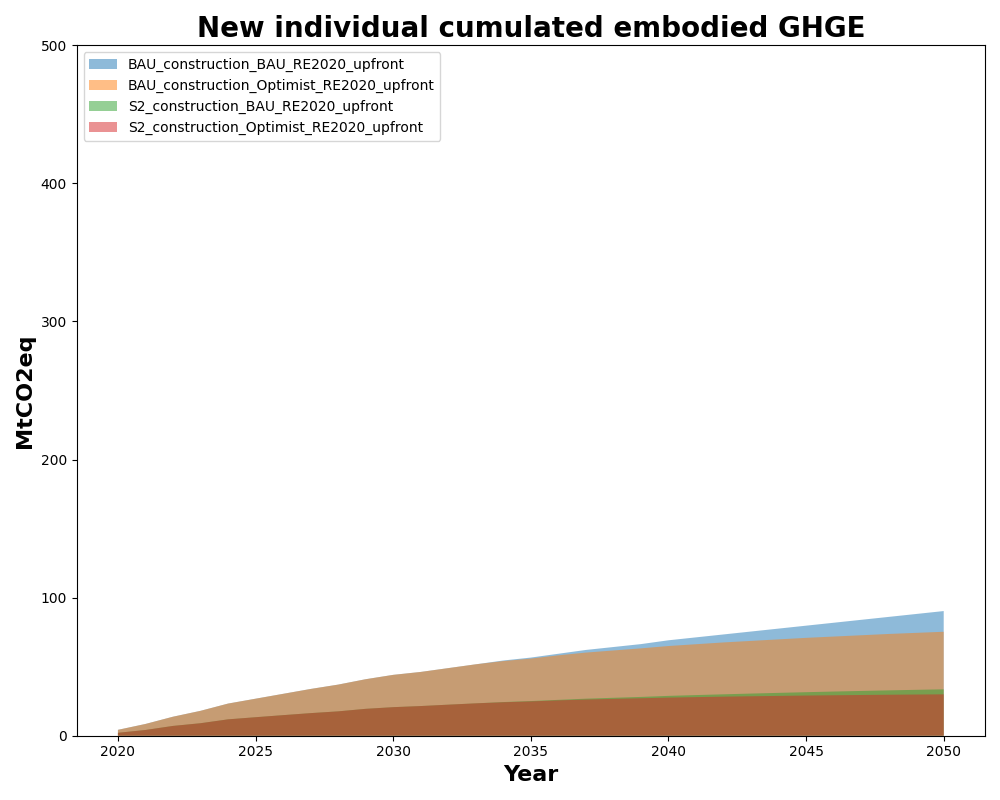 New individual cumulated embodied GHGE
500
400
300
200
100
0
MtCO2eq
BAU_construction_BAU_RE2020_upfront
BAU_construction_Optimist_RE2020_upfront
S2_construction_BAU_RE2020_upfront
S2_construction_Optimist_RE2020_upfront
2020
2025
2030
2035
2040
2045
2050
Year